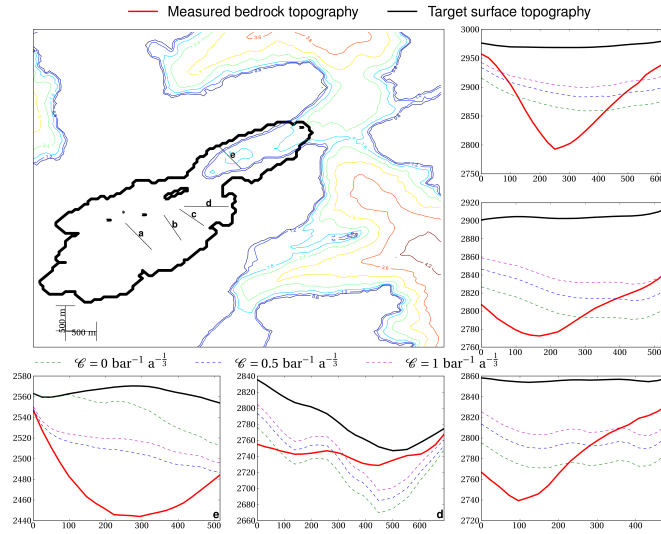 Measured bedrock topography Target surface topography
e
d
c
b
a
500 m
500 m
3000
2950
2900
2850
2800
2750
0 100 200 300 400 500 600
2920
2900
2880
2860
2840
2820
2800
2780
2760
0 100 200 300 400 500
𝒞 = 0 bar⁻¹ a^{-1/3} 𝒞 = 0.5 bar⁻¹ a^{-1/3} 𝒞 = 1 bar⁻¹ a^{-1/3}
2580
2560
2540
2520
2500
2480
2460
2440
0 100 200 300 400 500
e
2840
2820
2800
2780
2760
2740
2720
2700
2680
2660
0 100 200 300 400 500 600
d
2860
2840
2820
2800
2780
2760
2740
2720
0 100 200 300 400